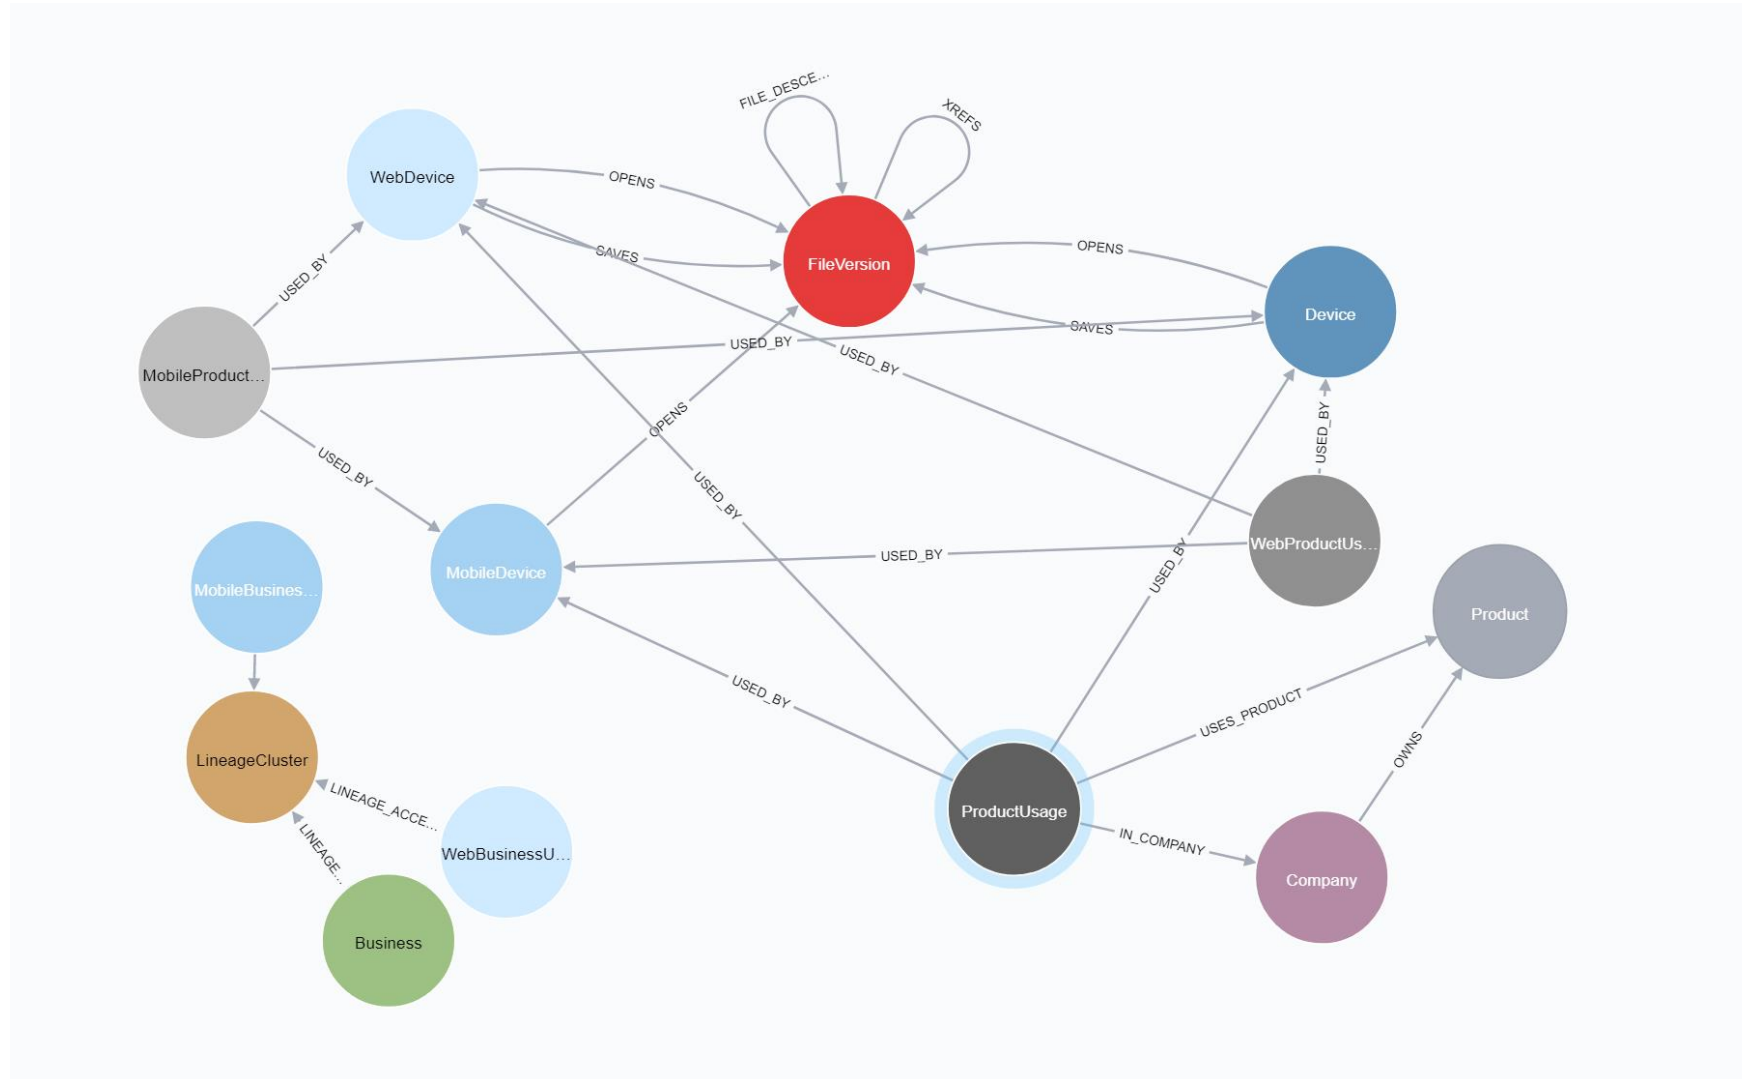 FILE_DESCE...
XREFS
WebDevice
OPENS
SAVES
FileVersion
OPENS
Device
SAVES
USED_BY
MobileProduct...
USED_BY
USED_BY
OPENS
USED_BY
USED_BY
USED_BY
WebProductUs...
USED_BY
MobileDevice
USED_BY
USED_BY
MobileBusines...
Product
USED_BY
USES_PRODUCT
OWNS
LineageCluster
LINEAGE_ACCE...
ProductUsage
IN_COMPANY
LINEAGE...
WebBusinessU...
Company
Business